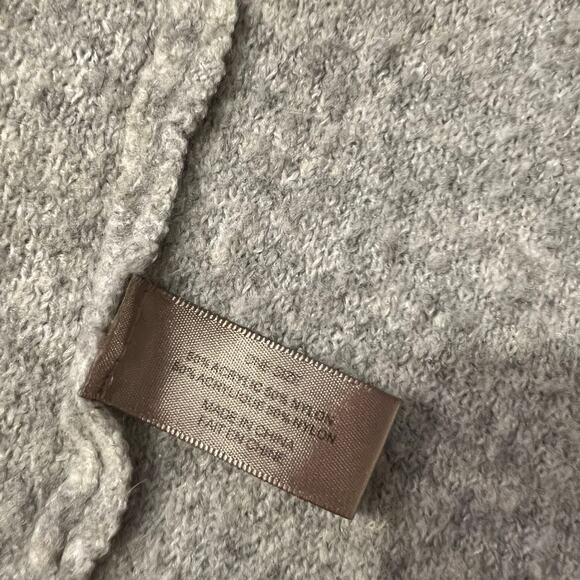 ONE SIZE
50% ACRYLIC 50% NYLON
50% ACRYLIQUE 50% NYLON
MADE IN CHINA
FAIT EN CHINE